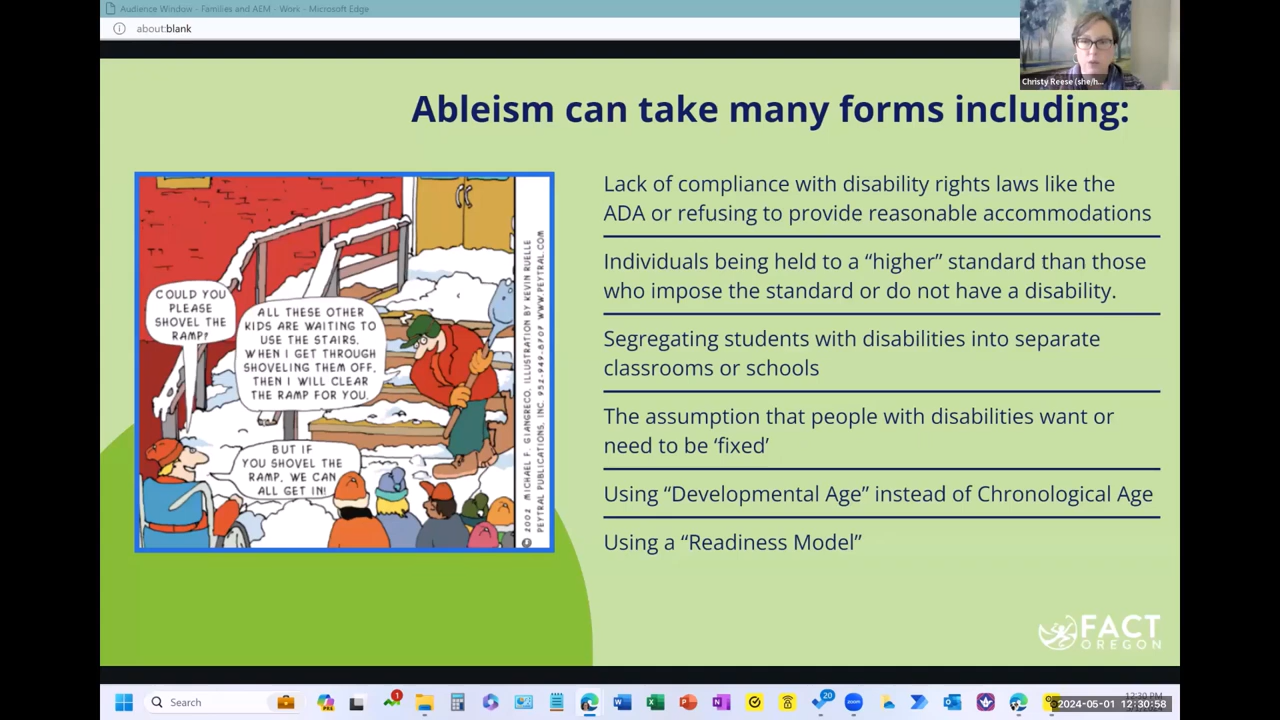 Audience Window - Families and AEM - Work - Microsoft Edge
about:blank
Christy Reese (she/h...
Ableism can take many forms including:
COULD YOU
PLEASE
SHOVEL THE
RAMP?
ALL THESE OTHER
KIDS ARE WAITING TO
USE THE STAIRS.
WHEN I GET THROUGH
SHOVELING THEM OFF,
THEN I WILL CLEAR
THE RAMP FOR YOU.
BUT IF
YOU SHOVEL THE
RAMP, WE CAN
ALL GET IN!
© 2002 MICHAEL F. GIANGRECO, ILLUSTRATION BY KEVIN RUELLE
PEYTRAL PUBLICATIONS, INC. 952-949-8707 WWW.PEYTRAL.COM
Lack of compliance with disability rights laws like the
ADA or refusing to provide reasonable accommodations
Individuals being held to a “higher” standard than those
who impose the standard or do not have a disability.
Segregating students with disabilities into separate
classrooms or schools
The assumption that people with disabilities want or
need to be ‘fixed’
Using “Developmental Age” instead of Chronological Age
Using a “Readiness Model”
FACT
OREGON
Search
1
20
12:30 PM
2024-05-01 12:30:58